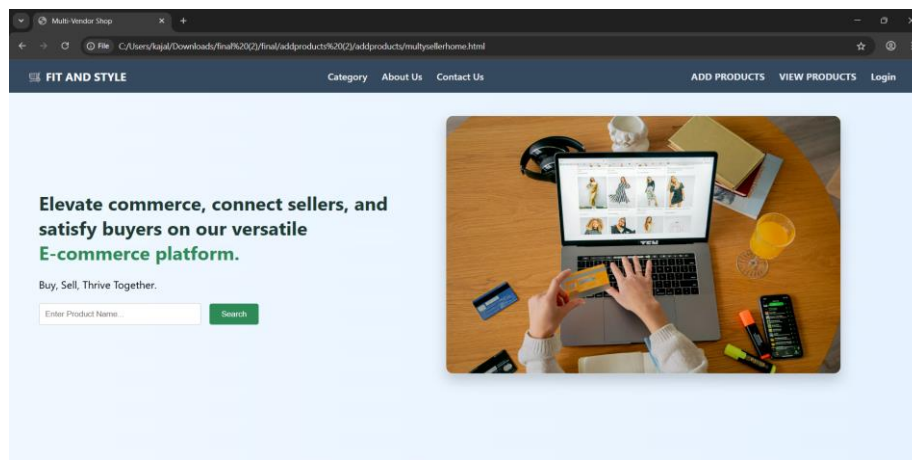 Multi-Vendor Shop
File C:/Users/kajal/Downloads/final%20(2)/final/addproducts%20(2)/addproducts/multysellerhome.html
FIT AND STYLE Category About Us Contact Us ADD PRODUCTS VIEW PRODUCTS Login
Elevate commerce, connect sellers, and
satisfy buyers on our versatile
E-commerce platform.
Buy, Sell, Thrive Together.
Enter Product Name... Search